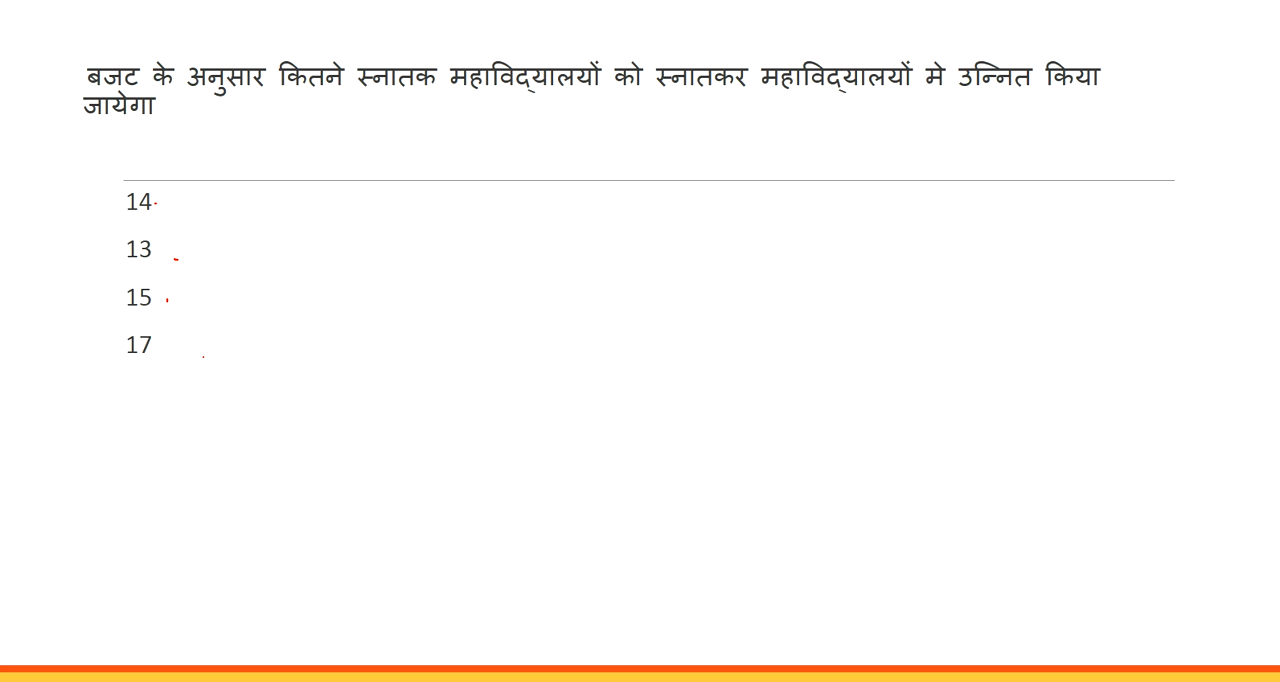 बजट के अनुसार कितने स्नातक महाविद्यालयों को स्नातकर महाविद्यालयों मे उन्नित किया
जायेगा
14
13
15
17